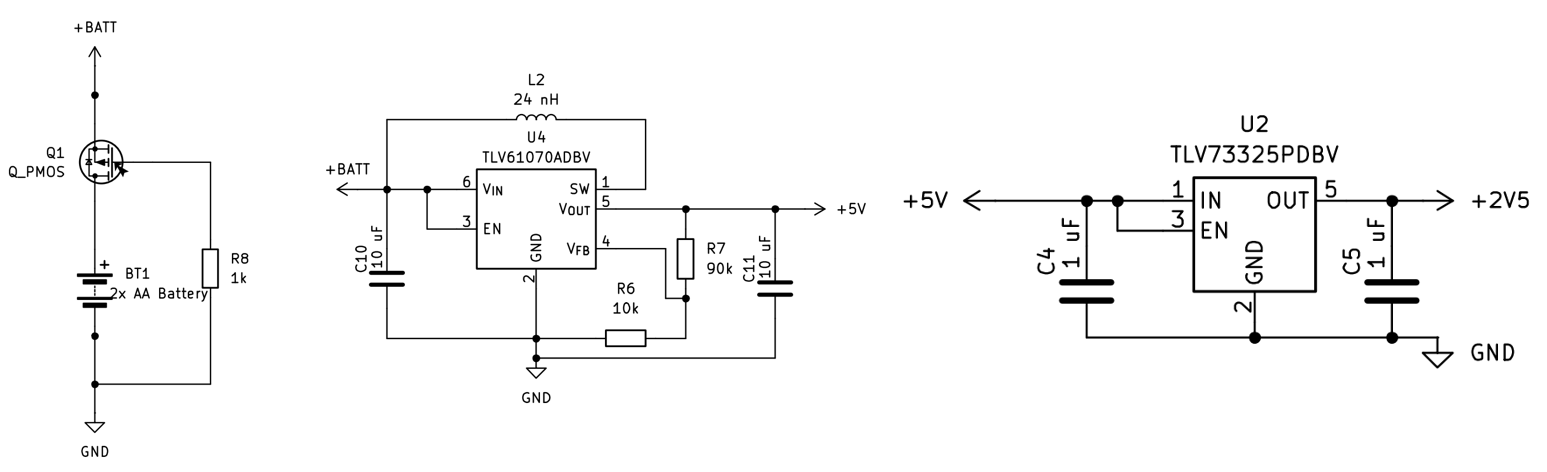 +BATT
Q1
Q_PMOS
+
BT1
2x AA Battery
R8
1k
GND
L2
24 nH
U4
TLV61070ADBV
+BATT
6
VIN
SW
1
VOUT
5
+5V
3
EN
GND
VFB
4
2
C10
10 uF
R7
90k
C11
10 uF
R6
10k
GND
U2
TLV73325PDBV
+5V
1
IN
OUT
5
+2V5
3
EN
GND
2
C4
1 uF
C5
1 uF
GND